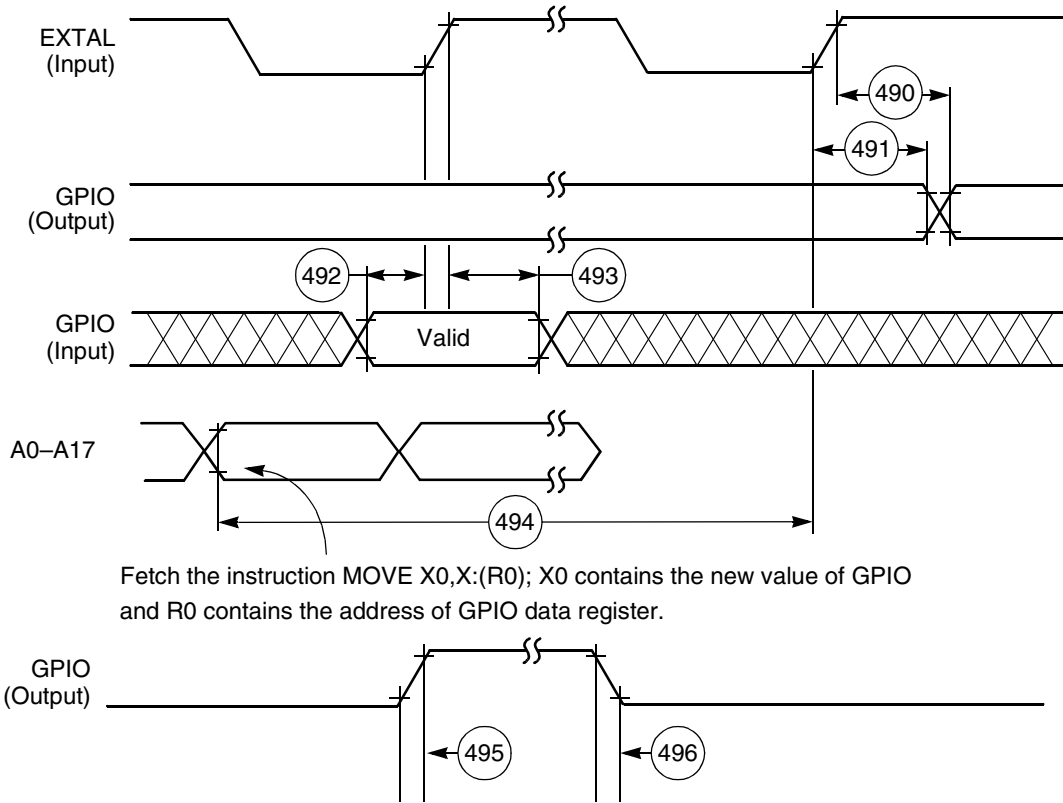 EXTAL
(Input)
490
491
GPIO
(Output)
492
493
GPIO
(Input)
Valid
A0–A17
494
Fetch the instruction MOVE X0,X:(R0); X0 contains the new value of GPIO
and R0 contains the address of GPIO data register.
GPIO
(Output)
495
496